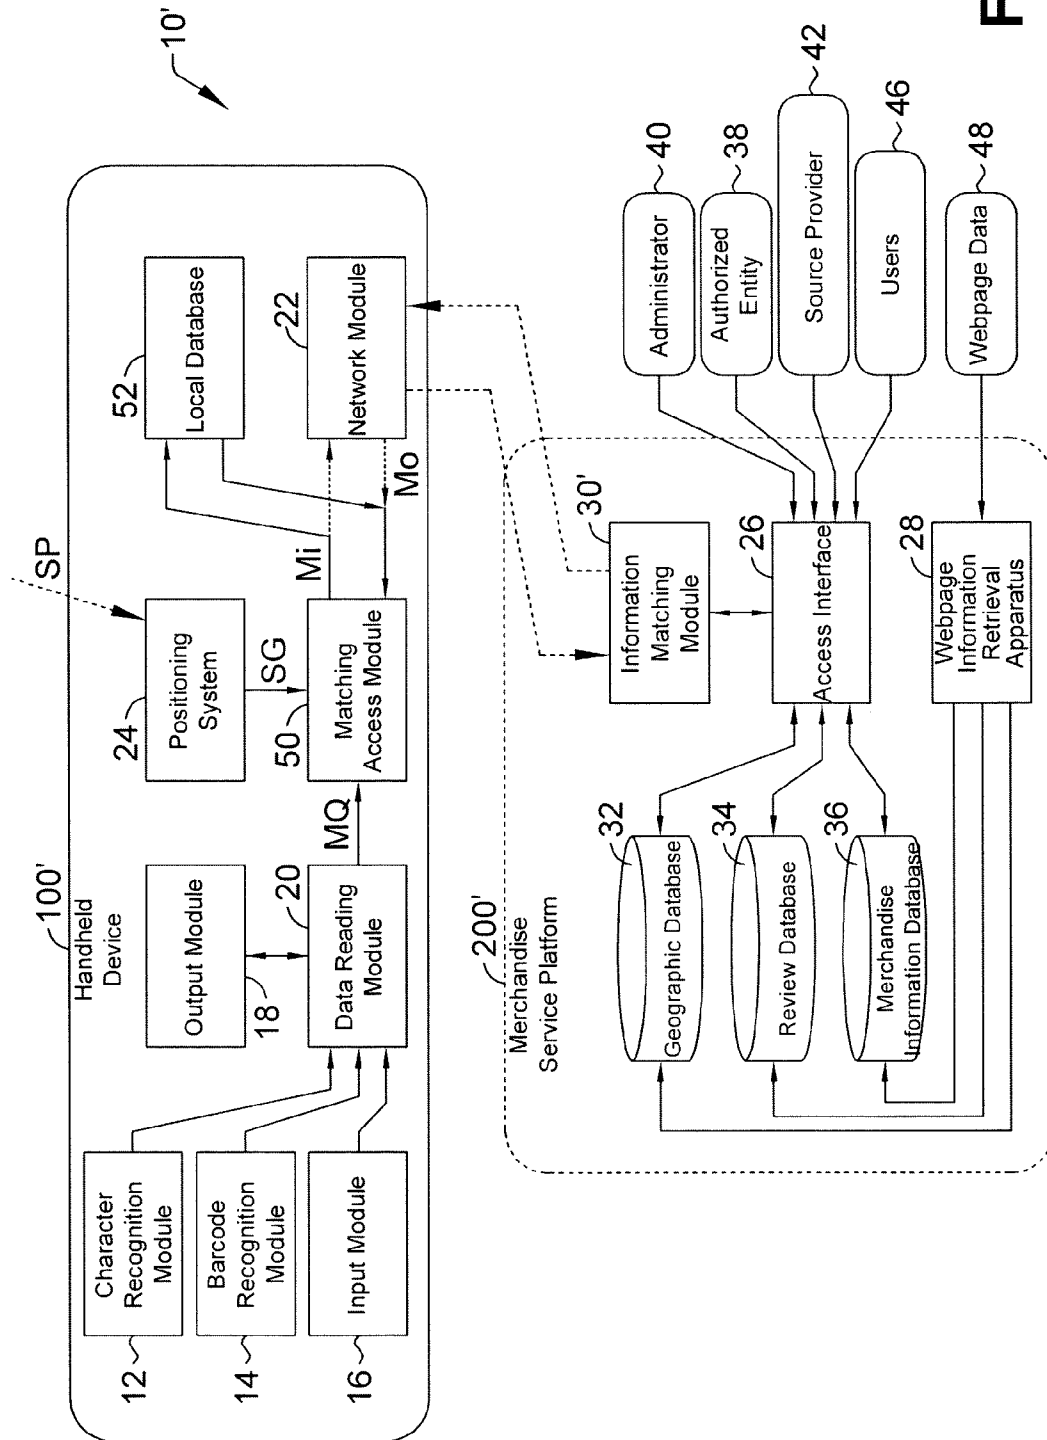 10'
100'
Handheld
Device
12
Character
Recognition
Module
14
Barcode
Recognition
Module
16
Input Module
Output Module
18
20
Data Reading
Module
MQ
24
Positioning
System
SP
SG
50
Matching
Access Module
Mi
Mo
52
Local Database
22
Network Module
200'
Merchandise
Service Platform
32
Geographic Database
34
Review Database
36
Merchandise
Information Database
30'
Information
Matching
Module
26
Access Interface
28
Webpage
Information
Retrieval
Apparatus
Administrator
40
Authorized
Entity
38
Source Provider
42
Users
46
Webpage Data
48
F